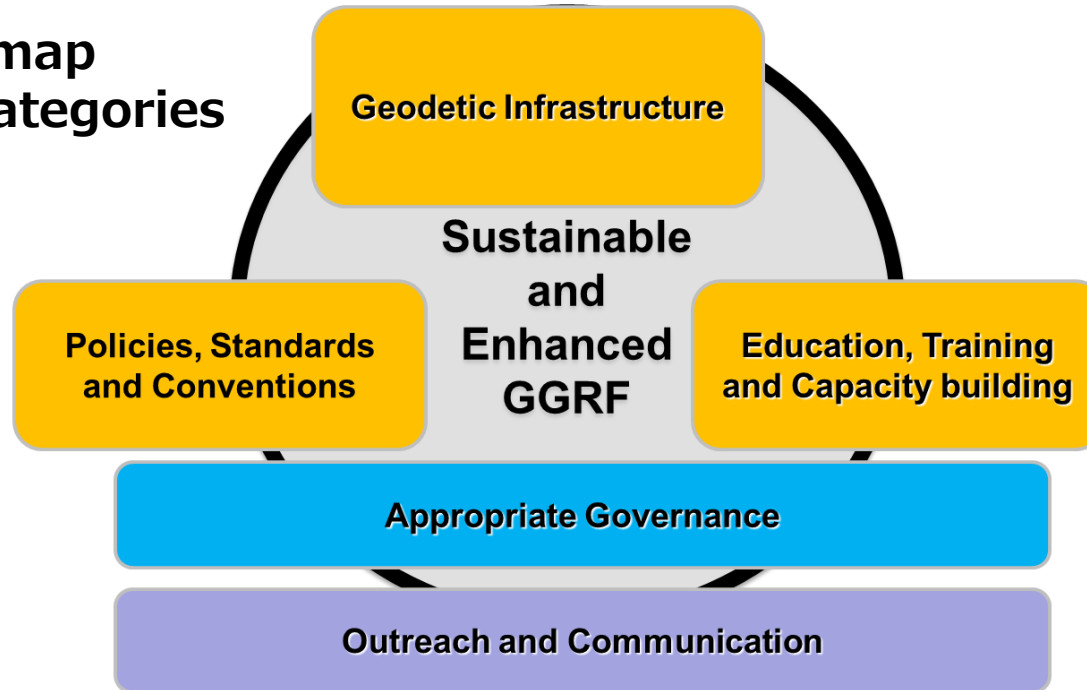 map
ategories
Geodetic Infrastructure
Sustainable
and
Enhanced
GGRF
Policies, Standards
and Conventions
Education, Training
and Capacity building
Appropriate Governance
Outreach and Communication